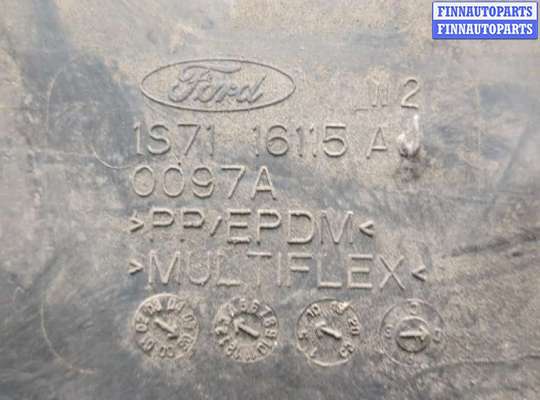 FINNAUTOPARTS
FINNAUTOPARTS
Ford
1S71 16115 A
0097A
>PP/EPDM<
>MULTIFLEX<